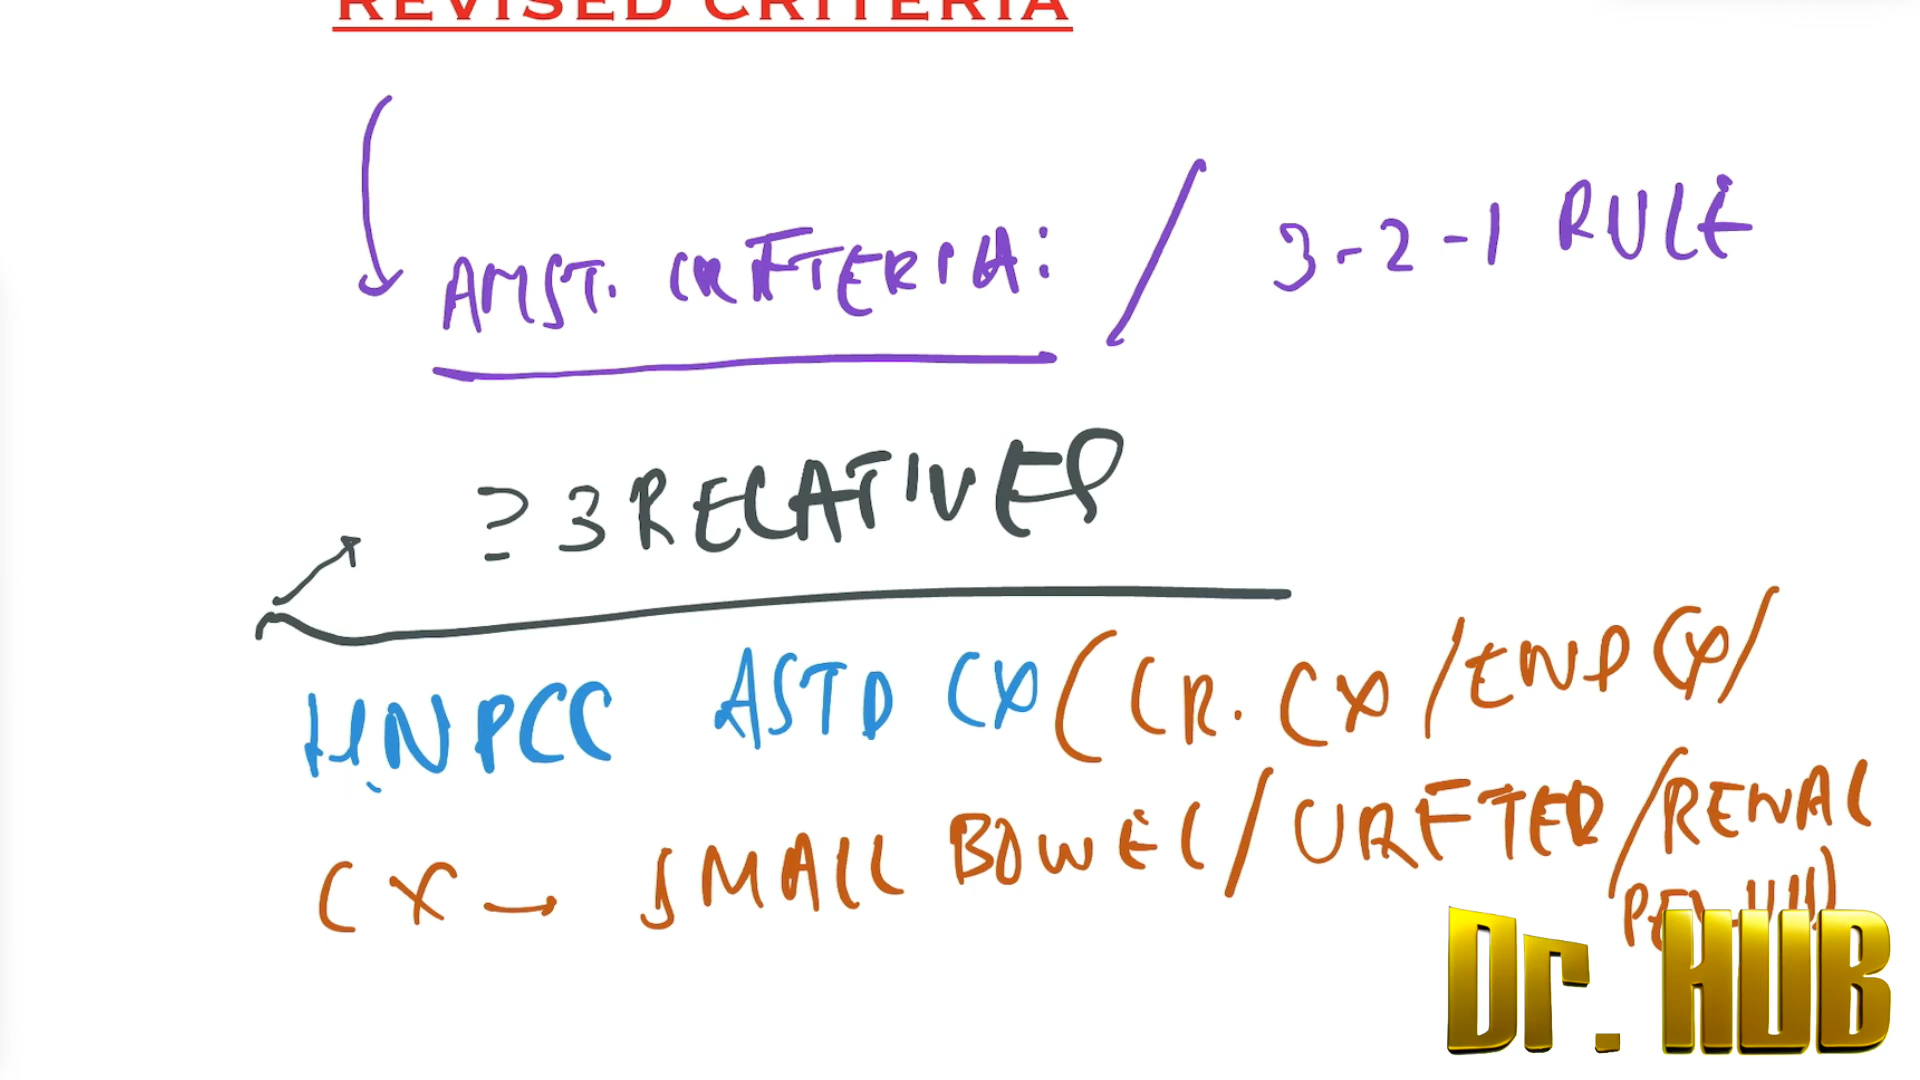 REVISED CRITERIA
AMST. CRITERIA: / 3-2-1 RULE
≥ 3 RELATIVES
HNPCC ASTD CX (CR. CX / END CX /
CX → SMALL BOWEL / URETER / RENAL
Dr. HUB